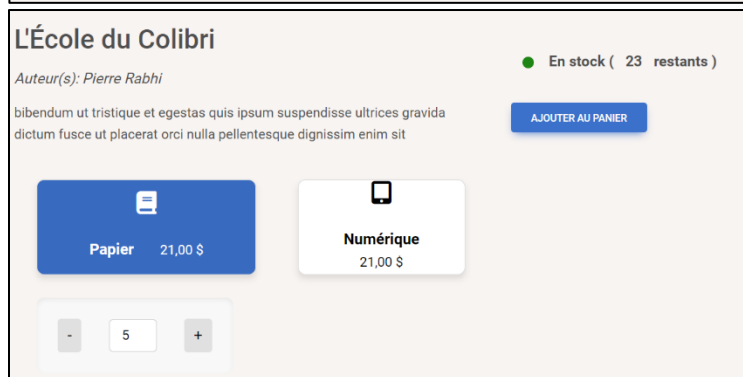 L'École du Colibri
Auteur(s): Pierre Rabhi
bibendum ut tristique et egestas quis ipsum suspendisse ultrices gravida
dictum fusce ut placerat orci nulla pellentesque dignissim enim sit
En stock ( 23 restants )
AJOUTER AU PANIER
Papier 21,00 $
Numérique
21,00 $
- 5 +